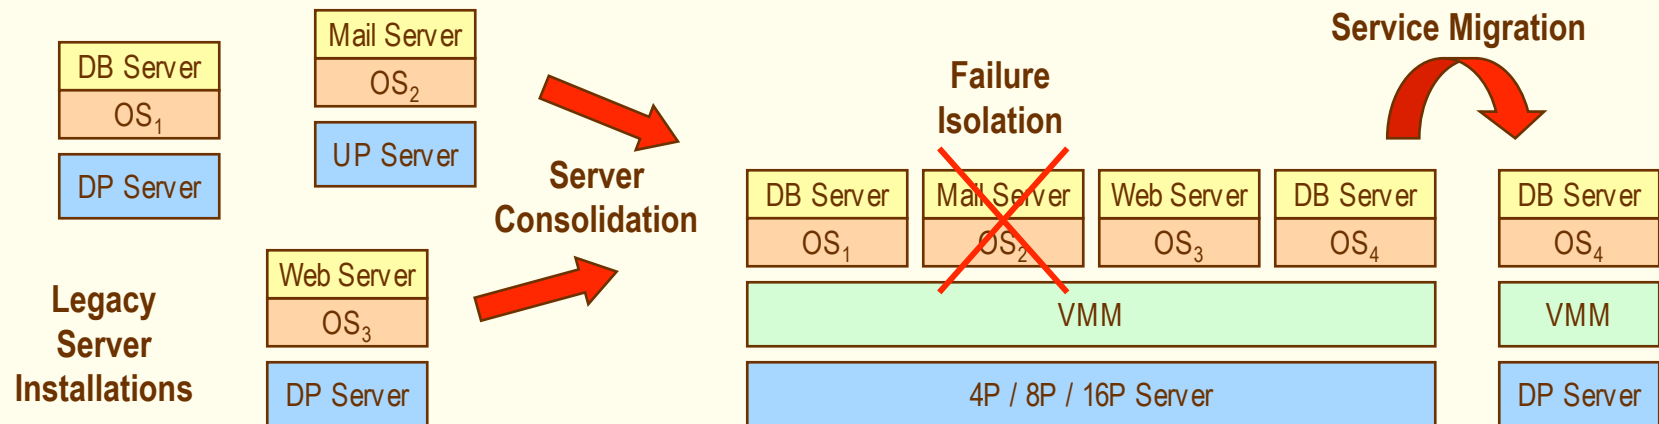 DB Server
OS₁
DP Server
Mail Server
OS₂
UP Server
Web Server
OS₃
DP Server
Legacy
Server
Installations
Server
Consolidation
Failure
Isolation
Service Migration
DB Server
OS₁
Mail Server
OS₂
Web Server
OS₃
DB Server
OS₄
VMM
4P / 8P / 16P Server
DB Server
OS₄
VMM
DP Server